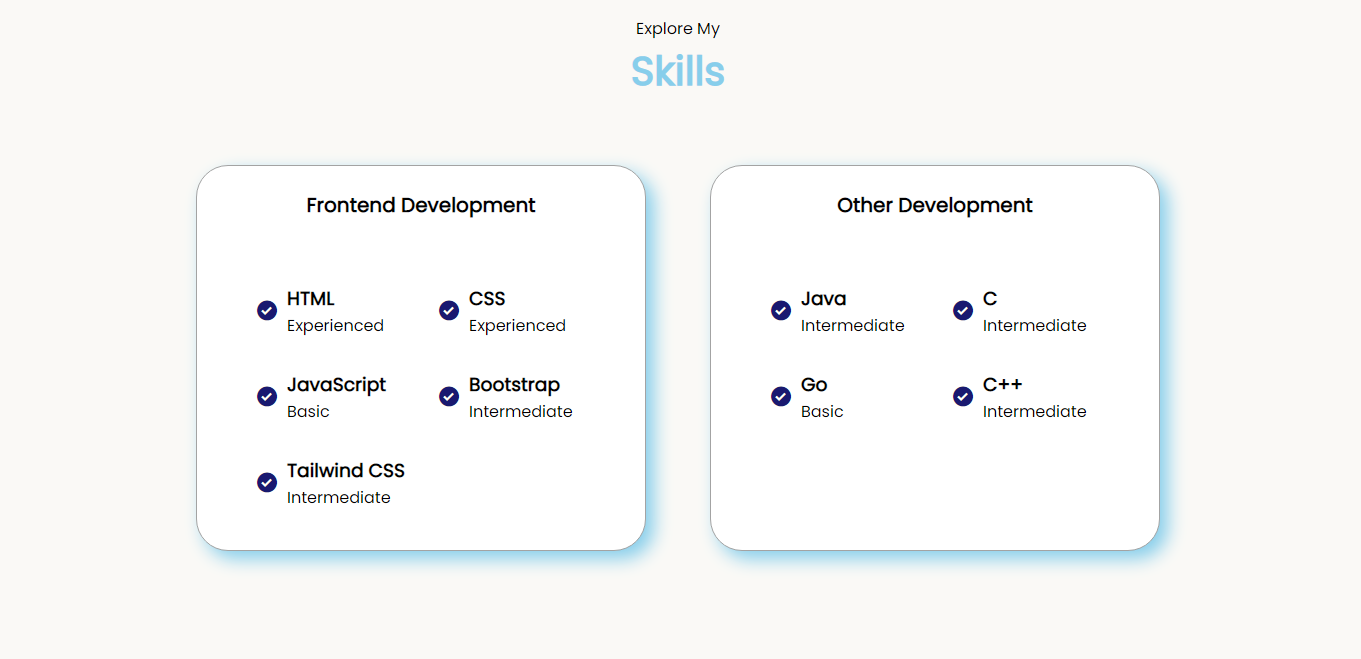 Explore My
Skills
Frontend Development
HTML
Experienced
CSS
Experienced
JavaScript
Basic
Bootstrap
Intermediate
Tailwind CSS
Intermediate
Other Development
Java
Intermediate
C
Intermediate
Go
Basic
C++
Intermediate